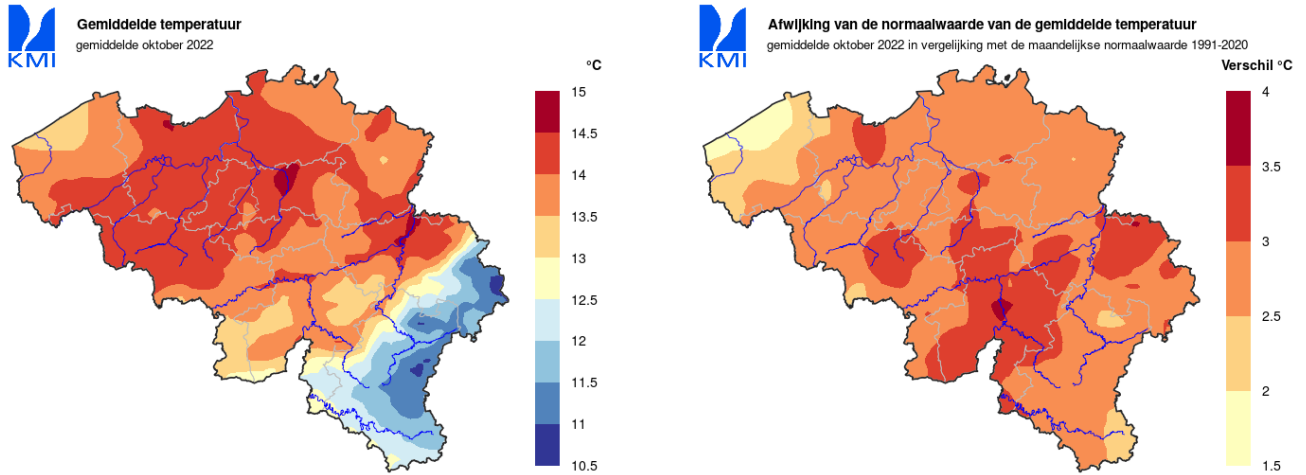 KMI
Gemiddelde temperatuur
gemiddelde oktober 2022
°C
15
14.5
14
13.5
13
12.5
12
11.5
11
10.5
KMI
Afwijking van de normaalwaarde van de gemiddelde temperatuur
gemiddelde oktober 2022 in vergelijking met de maandelijkse normaalwaarde 1991-2020
Verschil °C
4
3.5
3
2.5
2
1.5